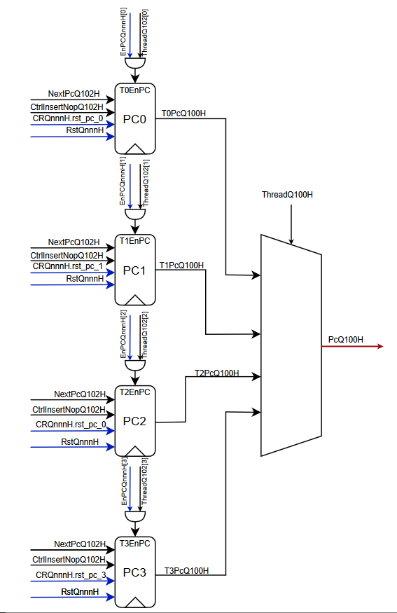 EnPCQnnnH[0]
ThreadQ102[0]
T0EnPC
NextPcQ102H
CtrlInsertNopQ102H
CRQnnnH.rst_pc_0
RstQnnnH
PC0
T0PcQ100H
EnPCQnnnH[1]
ThreadQ102[1]
ThreadQ100H
T1EnPC
NextPcQ102H
CtrlInsertNopQ102H
CRQnnnH.rst_pc_1
RstQnnnH
PC1
T1PcQ100H
EnPCQnnnH[2]
ThreadQ102[2]
PcQ100H
T2EnPC
NextPcQ102H
CtrlInsertNopQ102H
CRQnnnH.rst_pc_0
RstQnnnH
PC2
T2PcQ100H
EnPCQnnnH[3]
ThreadQ102[3]
T3EnPC
NextPcQ102H
CtrlInsertNopQ102H
CRQnnnH.rst_pc_3
RstQnnnH
PC3
T3PcQ100H